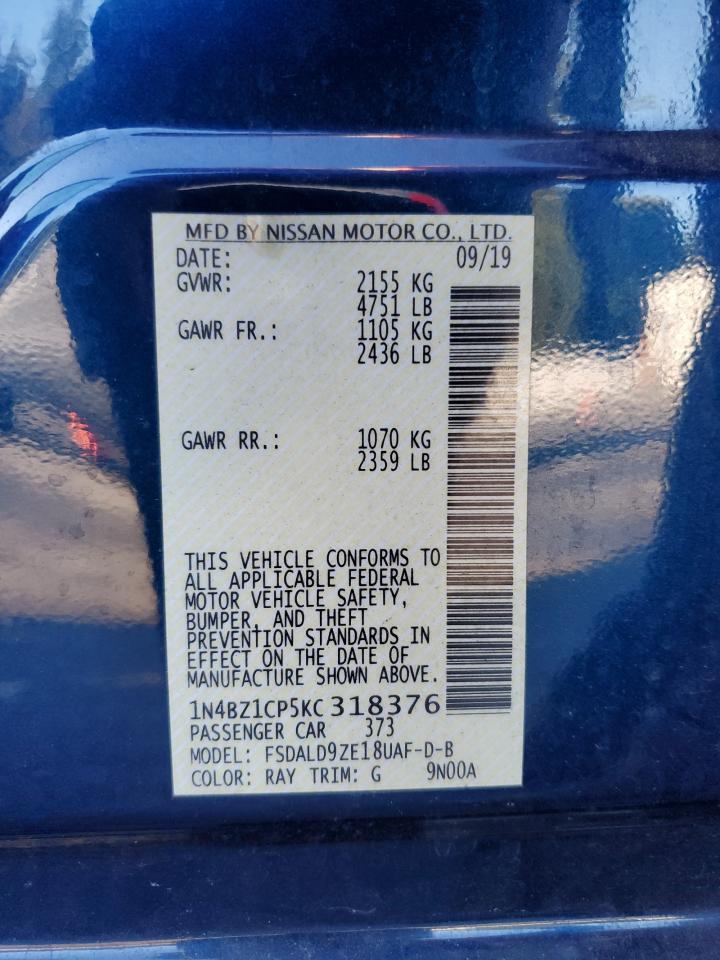 MFD BY NISSAN MOTOR CO., LTD.
DATE: 09/19
GVWR: 2155 KG
4751 LB
GAWR FR.: 1105 KG
2436 LB
GAWR RR.: 1070 KG
2359 LB
THIS VEHICLE CONFORMS TO
ALL APPLICABLE FEDERAL
MOTOR VEHICLE SAFETY,
BUMPER, AND THEFT
PREVENTION STANDARDS IN
EFFECT ON THE DATE OF
MANUFACTURE SHOWN ABOVE.
1N4BZ1CP5KC318376
PASSENGER CAR 373
MODEL: FSDALD9ZE18UAF-D-B
COLOR: RAY TRIM: G 9N00A